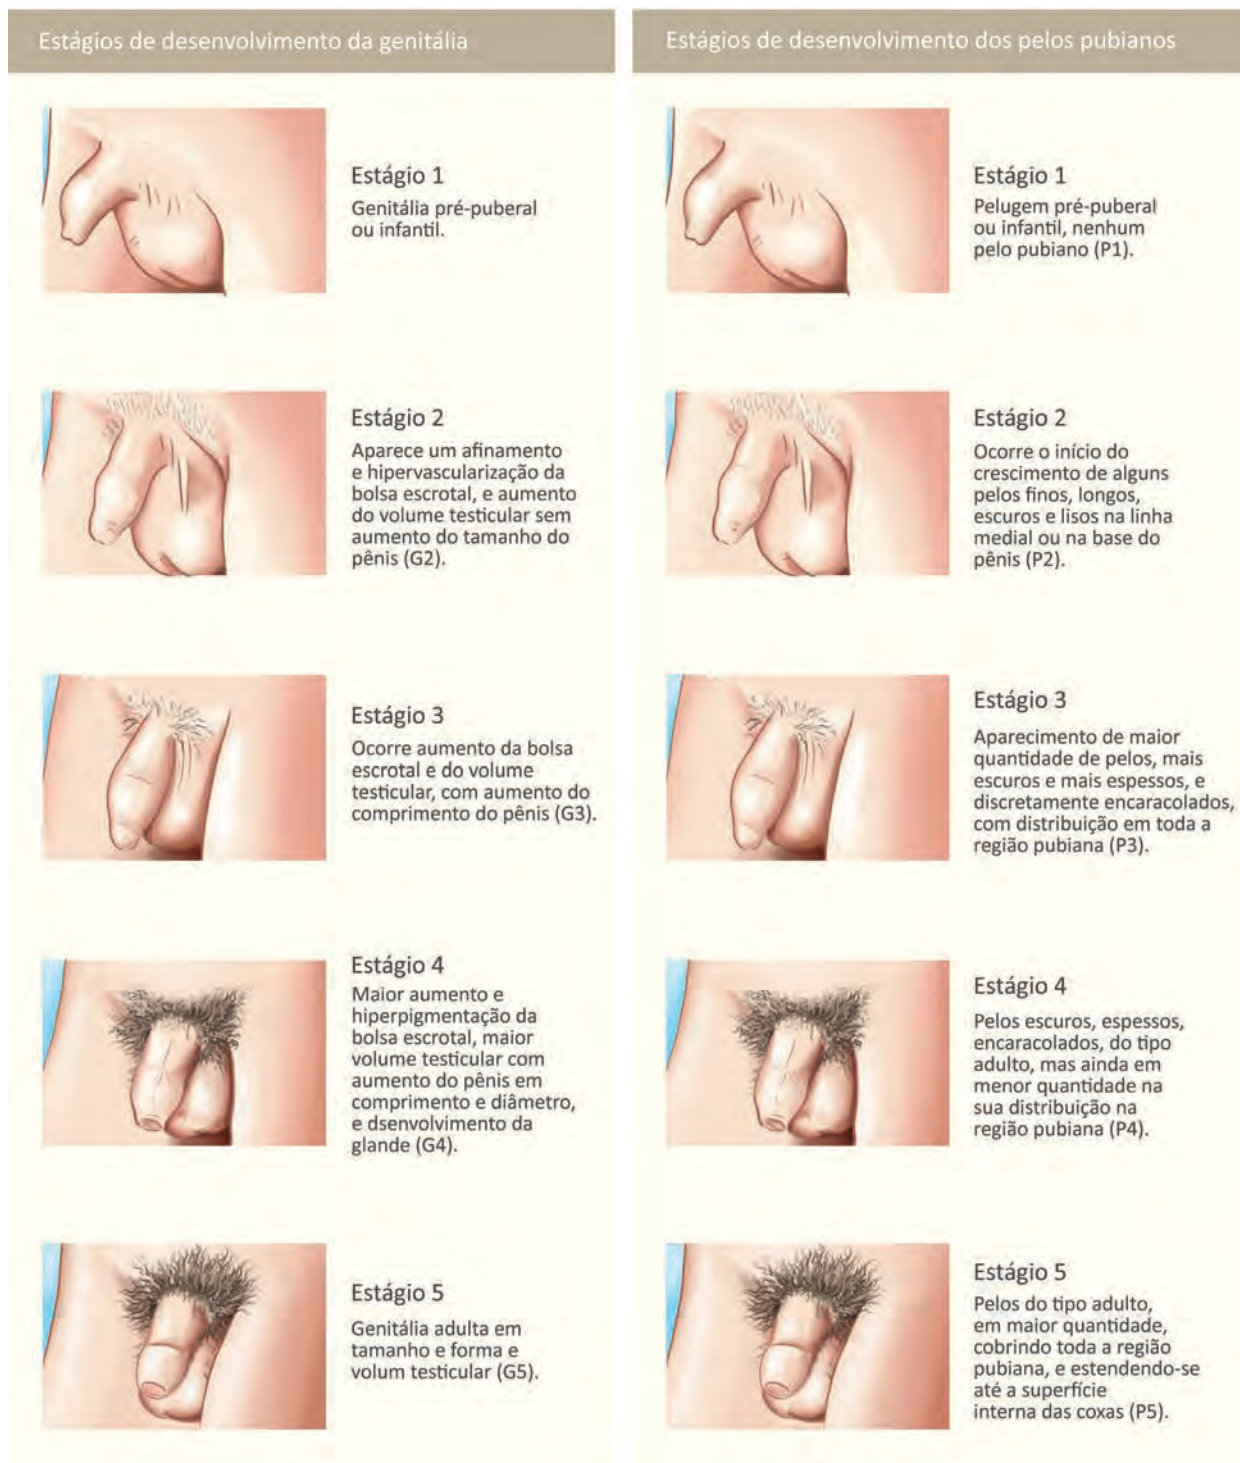 Estágios de desenvolvimento da genitália
Estágio 1
Genitália pré-puberal
ou infantil.
Estágio 2
Aparece um afinamento
e hipervascularização da
bolsa escrotal, e aumento
do volume testicular sem
aumento do tamanho do
pênis (G2).
Estágio 3
Ocorre aumento da bolsa
escrotal e do volume
testicular, com aumento do
comprimento do pênis (G3).
Estágio 4
Maior aumento e
hiperpigmentação da
bolsa escrotal, maior
volume testicular com
aumento do pênis em
comprimento e diâmetro,
e dsenvolvimento da
glande (G4).
Estágio 5
Genitália adulta em
tamanho e forma e
volum testicular (G5).
Estágios de desenvolvimento dos pelos pubianos
Estágio 1
Pelugem pré-puberal
ou infantil, nenhum
pelo pubiano (P1).
Estágio 2
Ocorre o início do
crescimento de alguns
pelos finos, longos,
escuros e lisos na linha
medial ou na base do
pênis (P2).
Estágio 3
Aparecimento de maior
quantidade de pelos, mais
escuros e mais espessos, e
discretamente encaracolados,
com distribuição em toda a
região pubiana (P3).
Estágio 4
Pelos escuros, espessos,
encaracolados, do tipo
adulto, mas ainda em
menor quantidade na
sua distribuição na
região pubiana (P4).
Estágio 5
Pelos do tipo adulto,
em maior quantidade,
cobrindo toda a região
pubiana, e estendendo-se
até a superfície
interna das coxas (P5).